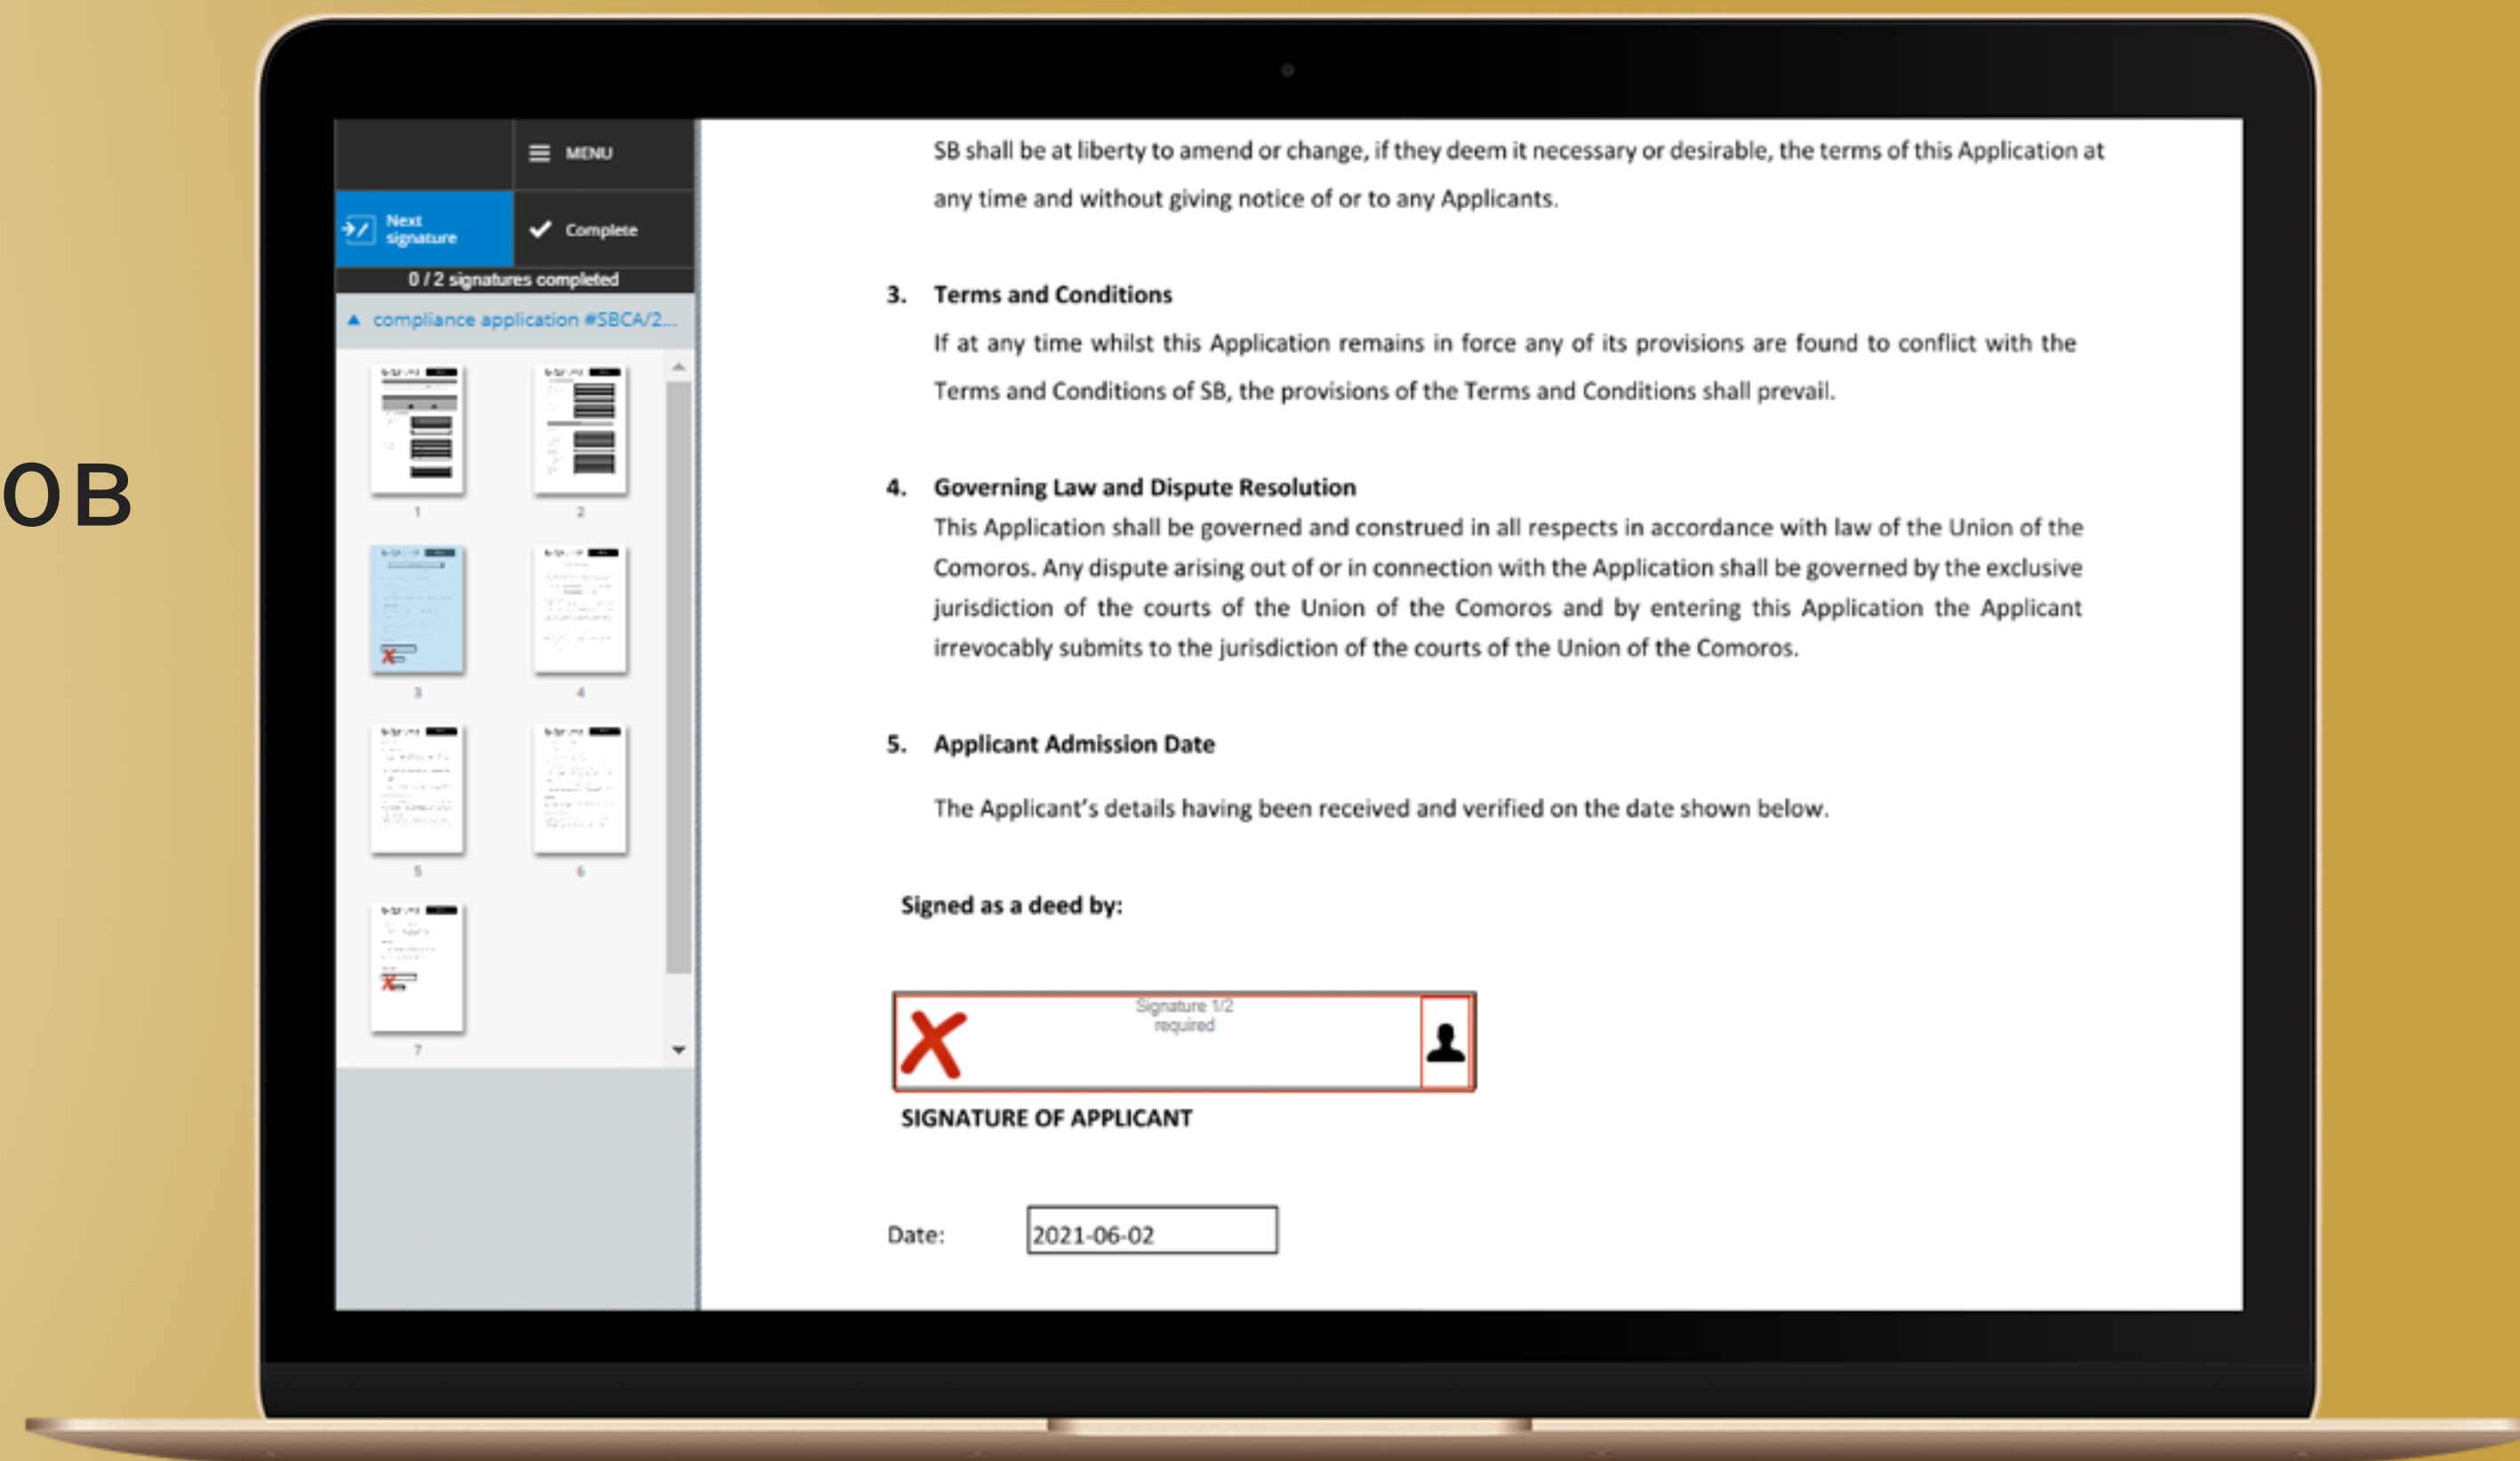 OB
MENU
Next
signature
Complete
0 / 2 signatures completed
compliance application #SBCA/2...
1
2
3
4
5
6
7
SB shall be at liberty to amend or change, if they deem it necessary or desirable, the terms of this Application at
any time and without giving notice of or to any Applicants.
3. Terms and Conditions
If at any time whilst this Application remains in force any of its provisions are found to conflict with the
Terms and Conditions of SB, the provisions of the Terms and Conditions shall prevail.
4. Governing Law and Dispute Resolution
This Application shall be governed and construed in all respects in accordance with law of the Union of the
Comoros. Any dispute arising out of or in connection with the Application shall be governed by the exclusive
jurisdiction of the courts of the Union of the Comoros and by entering this Application the Applicant
irrevocably submits to the jurisdiction of the courts of the Union of the Comoros.
5. Applicant Admission Date
The Applicant's details having been received and verified on the date shown below.
Signed as a deed by:
Signature 1/2
required
SIGNATURE OF APPLICANT
Date:
2021-06-02